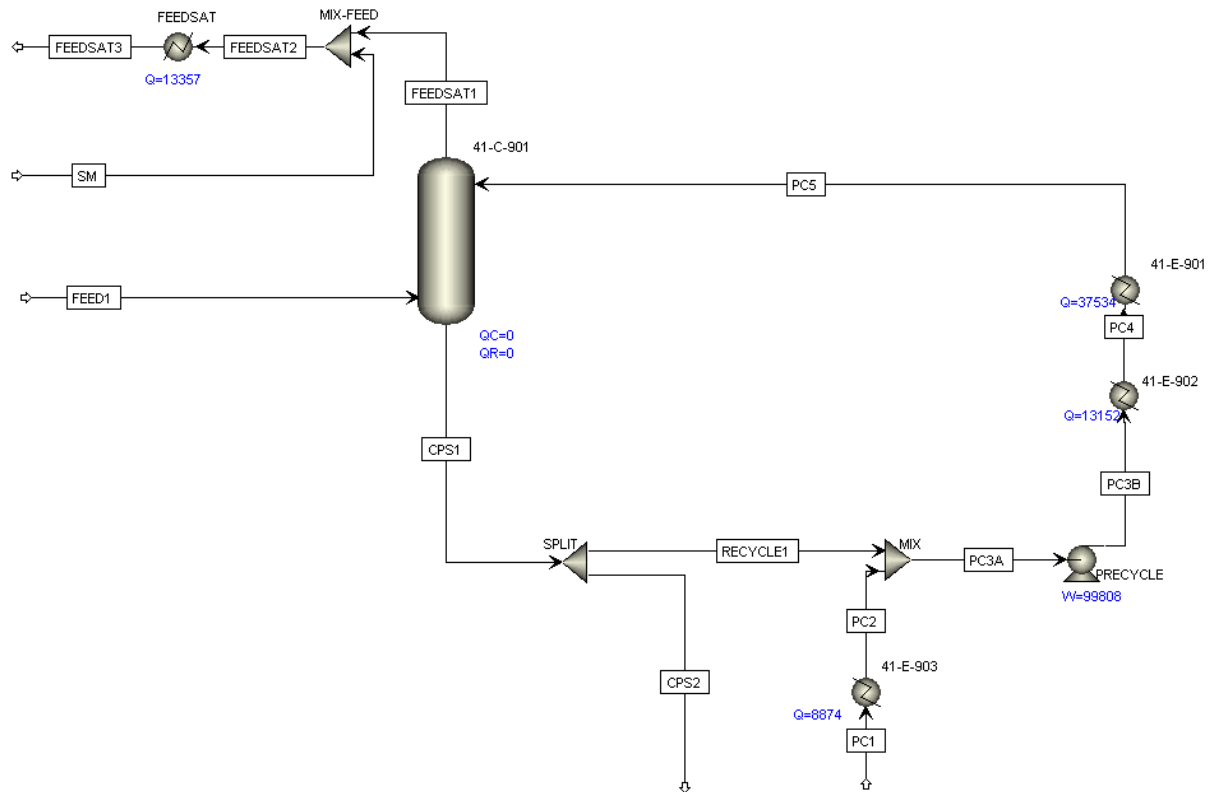 FEEDSAT
MIX-FEED
FEEDSAT3
FEEDSAT2
Q=13357
FEEDSAT1
41-C-901
SM
PC5
FEED1
41-E-901
Q=37534
PC4
QC=0
QR=0
41-E-902
Q=13152
CPS1
PC3B
SPLIT
RECYCLE1
MIX
PC3A
PRECYCLE
W=99808
PC2
41-E-903
CPS2
Q=8874
PC1